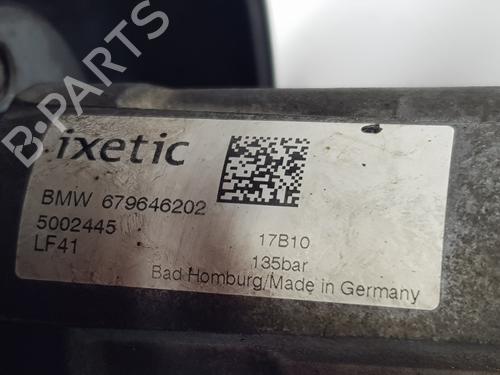 B-PARTS
ixetic
BMW 679646202
5002445
17B10
LF41
135bar
Bad Homburg/Made in Germany